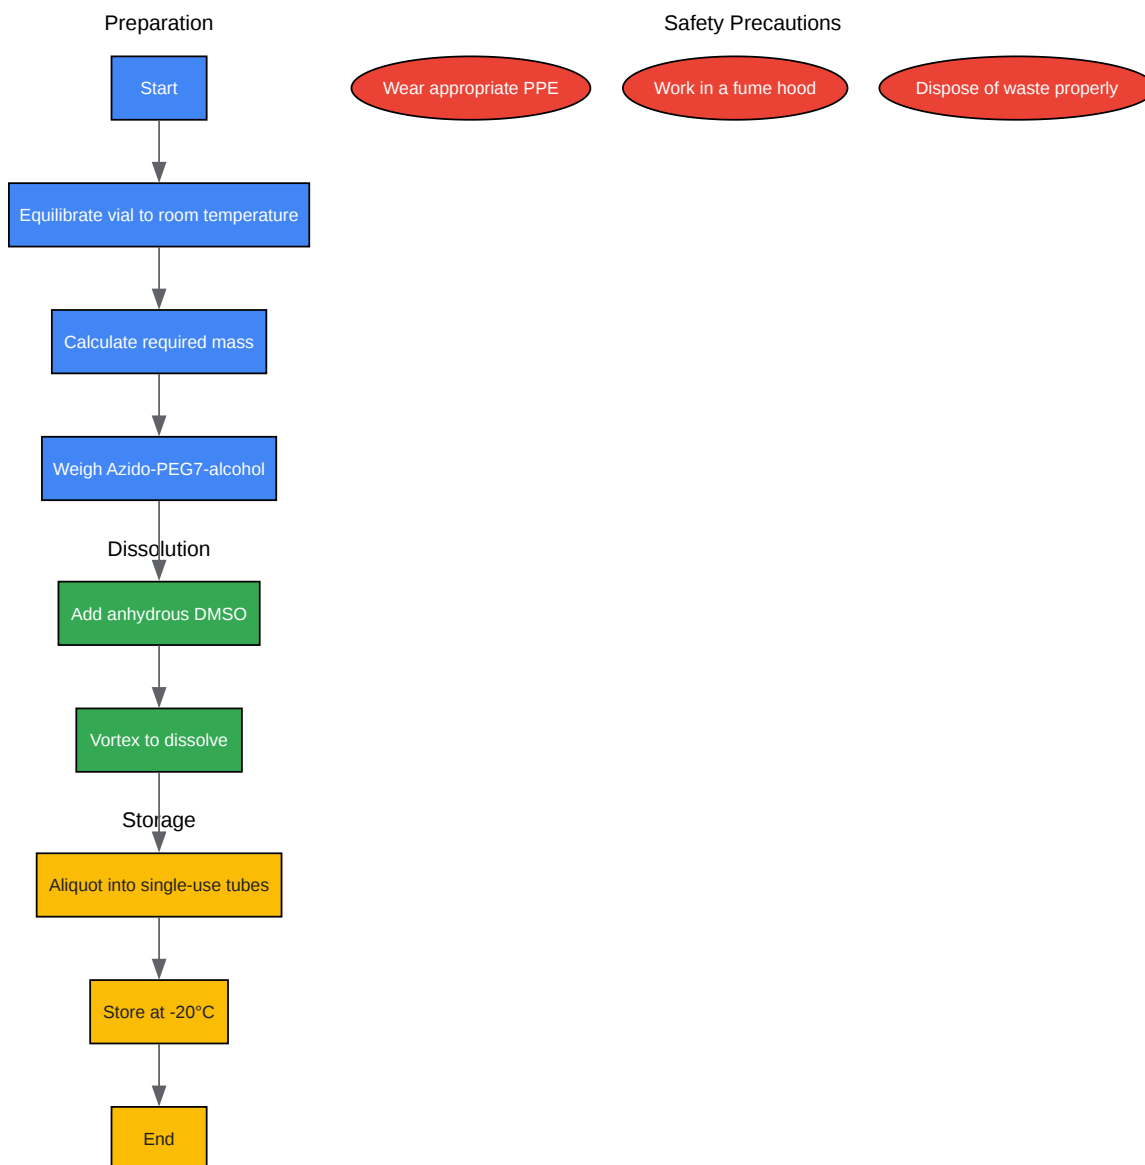 Preparation
Start
Equilibrate vial to room temperature
Calculate required mass
Weigh Azido-PEG7-alcohol
Dissolution
Add anhydrous DMSO
Vortex to dissolve
Storage
Aliquot into single-use tubes
Store at -20°C
End
Safety Precautions
Wear appropriate PPE
Work in a fume hood
Dispose of waste properly